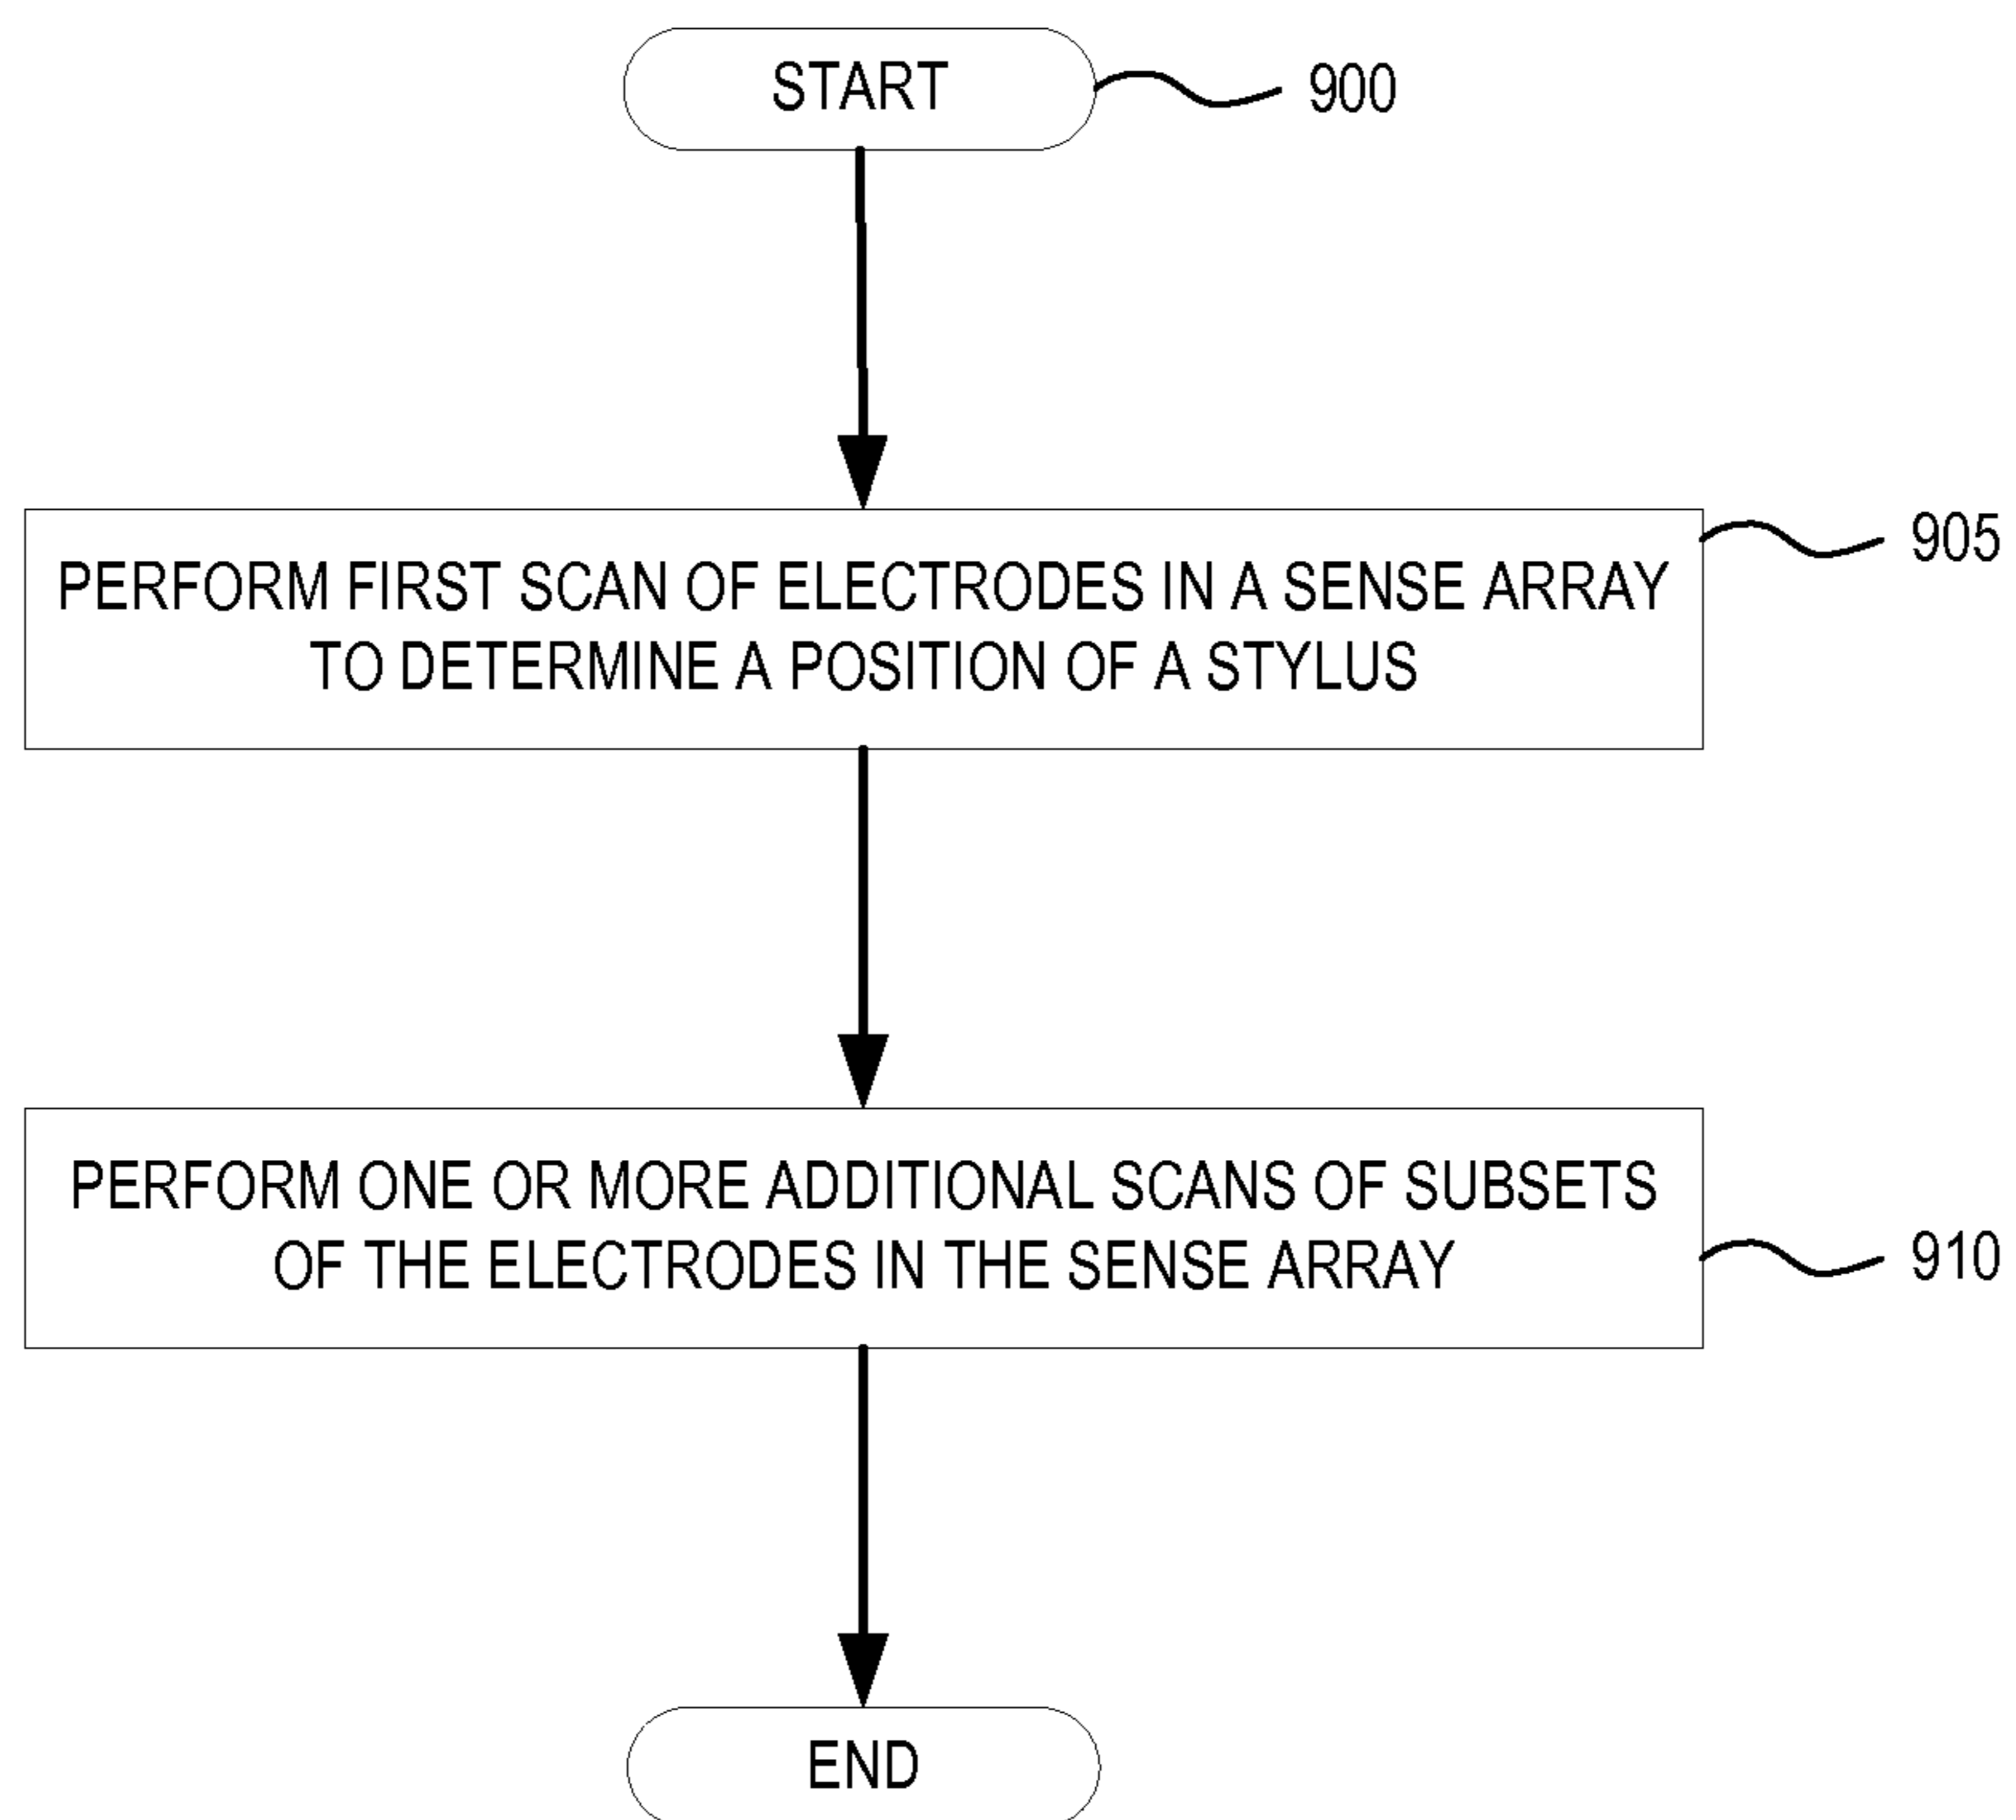 START
900
905
PERFORM FIRST SCAN OF ELECTRODES IN A SENSE ARRAY
TO DETERMINE A POSITION OF A STYLUS
PERFORM ONE OR MORE ADDITIONAL SCANS OF SUBSETS
OF THE ELECTRODES IN THE SENSE ARRAY
910
END